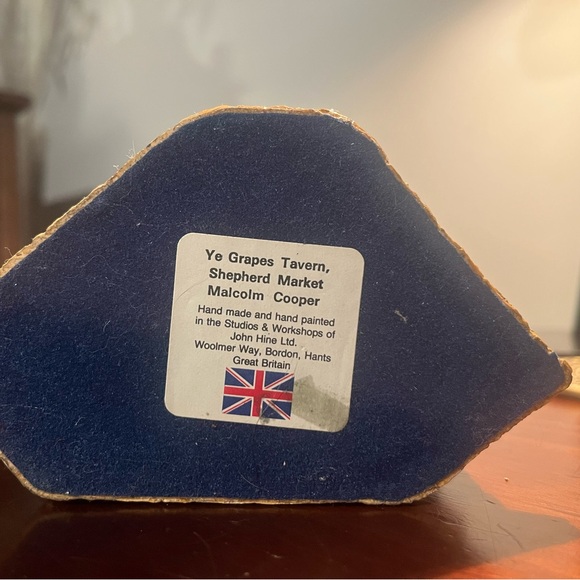 Ye Grapes Tavern,
Shepherd Market
Malcolm Cooper
Hand made and hand painted
in the Studios & Workshops of
John Hine Ltd.
Woolmer Way, Bordon, Hants
Great Britain